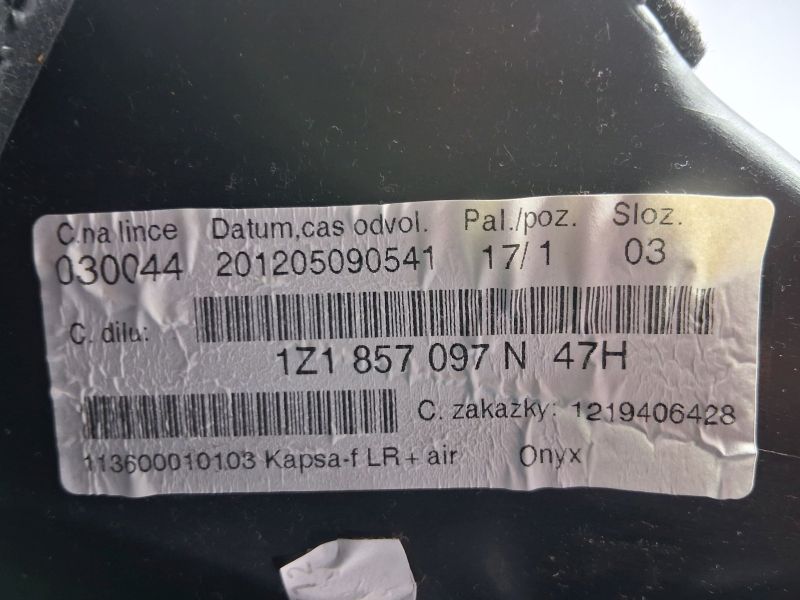 C.na lince Datum,cas odvol. Pal./poz. Sloz.
030044 201205090541 17/1 03
C. dilu:
1Z1 857 097 N 47H
C. zakazky: 1219406428
113600010103 Kapsa-f LR + air Onyx